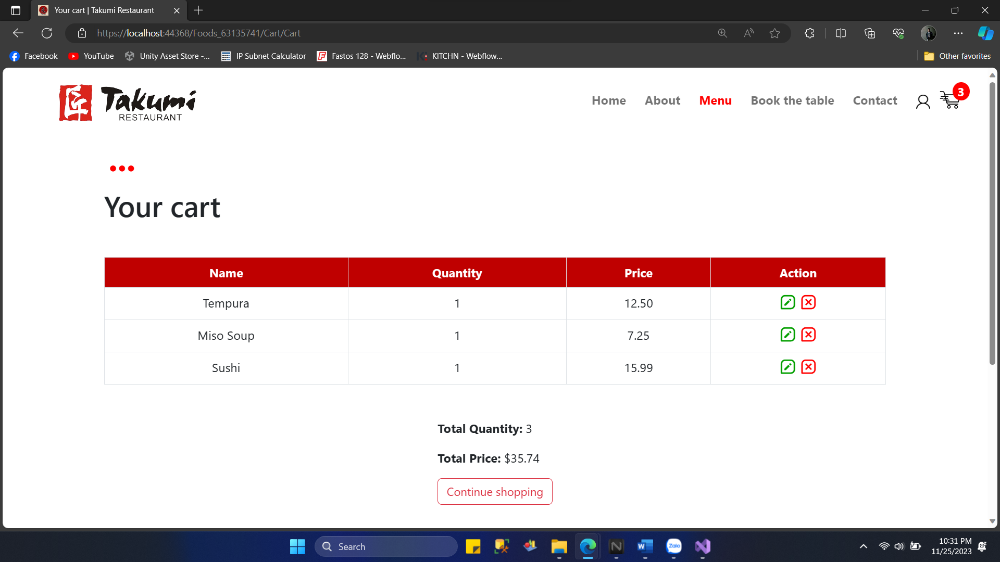 Your cart | Takumi Restaurant
https://localhost:44368/Foods_63135741/Cart/Cart
Facebook YouTube Unity Asset Store -... IP Subnet Calculator Fastos 128 - Webflo... KITCHN - Webflow... Other favorites
匠 Takumi
RESTAURANT
Home About Menu Book the table Contact 3
Your cart
Name Quantity Price Action
Tempura 1 12.50
Miso Soup 1 7.25
Sushi 1 15.99
Total Quantity: 3
Total Price: $35.74
Continue shopping
Search
Zalo
10:31 PM
11/25/2023